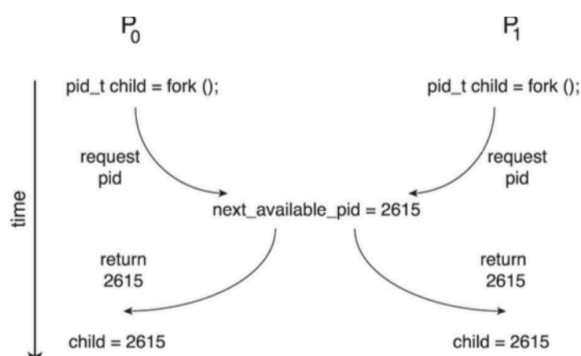 P0 P1
pid_t child = fork (); pid_t child = fork ();
request request
pid pid
next_available_pid = 2615
time
return return
2615 2615
child = 2615 child = 2615